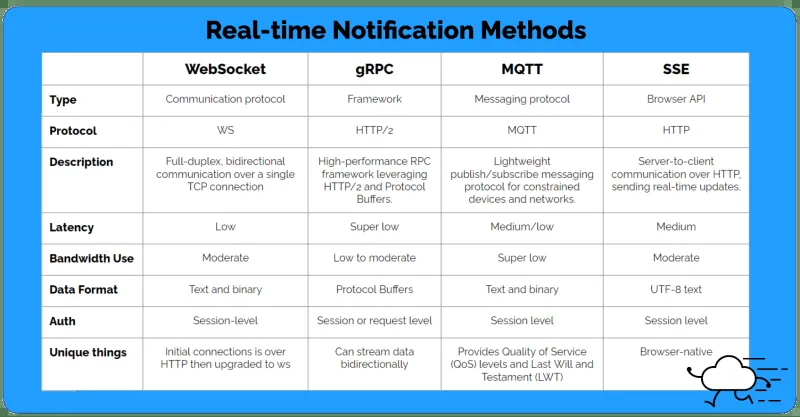 Real-time Notification Methods
WebSocket gRPC MQTT SSE
Type Communication protocol Framework Messaging protocol Browser API
Protocol WS HTTP/2 MQTT HTTP
Description Full-duplex, bidirectional High-performance RPC Lightweight Server-to-client
communication over a single framework leveraging publish/subscribe messaging communication over HTTP,
TCP connection HTTP/2 and Protocol protocol for constrained sending real-time updates.
Buffers. devices and networks.
Latency Low Super low Medium/low Medium
Bandwidth Use Moderate Low to moderate Super low Moderate
Data Format Text and binary Protocol Buffers Text and binary UTF-8 text
Auth Session-level Session or request level Session level Session level
Unique things Initial connections is over Can stream data Provides Quality of Service Browser-native
HTTP then upgraded to ws bidirectionally (QoS) levels and Last Will and
Testament (LWT)